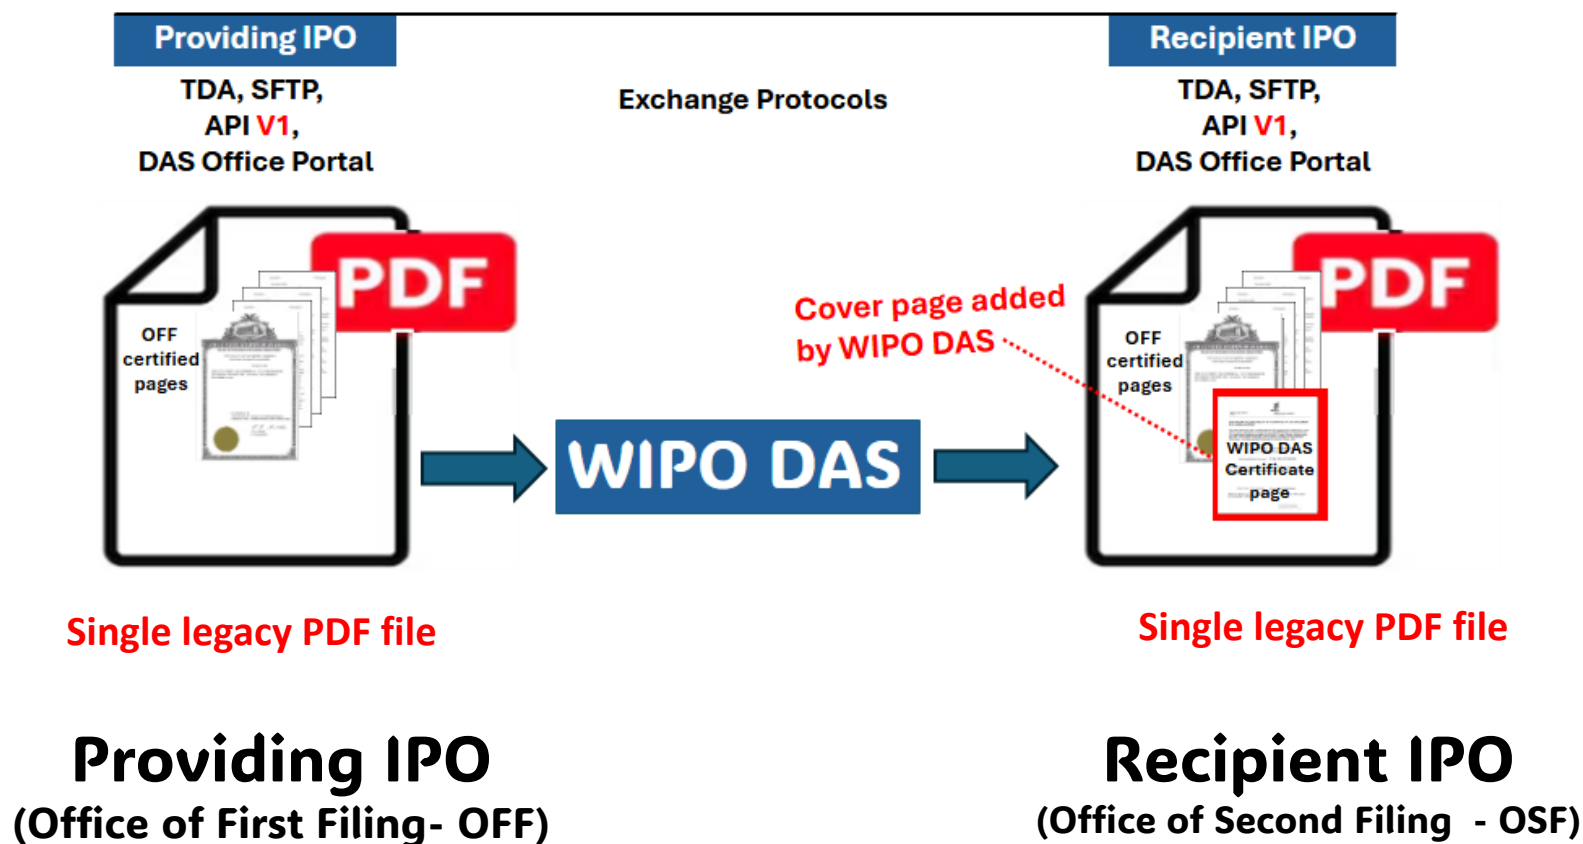 Providing IPO
Recipient IPO
TDA, SFTP,
API V1,
DAS Office Portal
Exchange Protocols
TDA, SFTP,
API V1,
DAS Office Portal
PDF
OFF
certified
pages
Cover page added
by WIPO DAS
WIPO DAS
PDF
OFF
certified
pages
WIPO DAS
Certificate
page
Single legacy PDF file
Single legacy PDF file
Providing IPO
(Office of First Filing- OFF)
Recipient IPO
(Office of Second Filing - OSF)